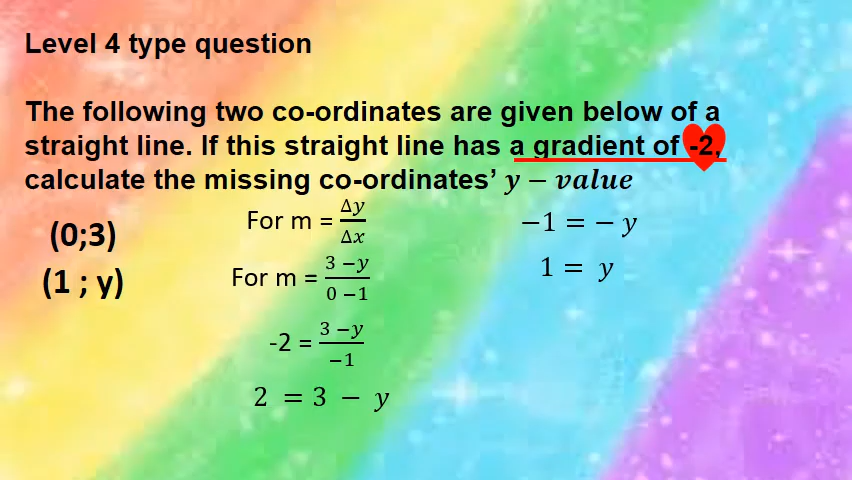 Level 4 type question
The following two co-ordinates are given below of a
straight line. If this straight line has a gradient of -2,
calculate the missing co-ordinates’ y – value
(0;3)
(1 ; y)
For m = Δy/Δx
For m = 3 −y/0 −1
-2 = 3 −y/−1
2 = 3 − y
−1 = − y
1 = y